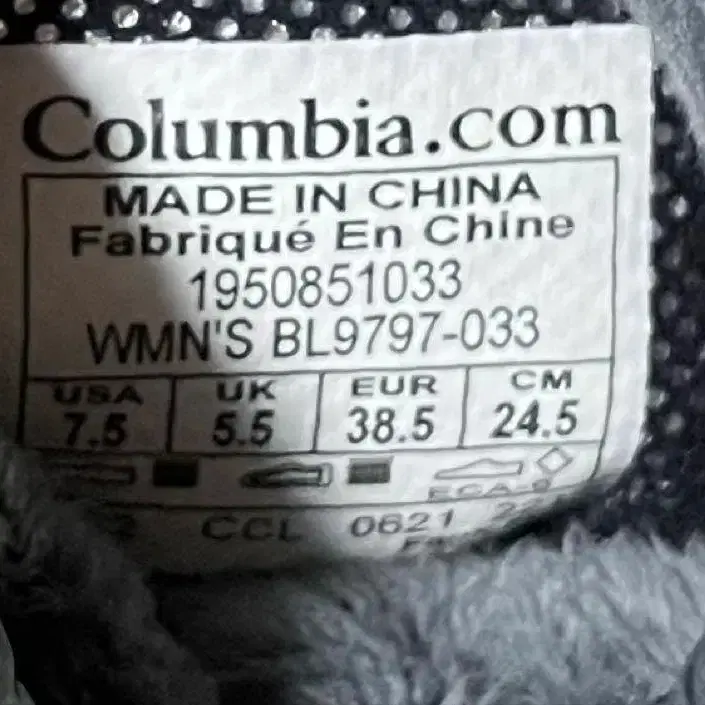 Columbia.com
MADE IN CHINA
Fabriqué En Chine
1950851033
WMN'S BL9797-033
USA UK EUR CM
7.5 5.5 38.5 24.5
CCL 0621